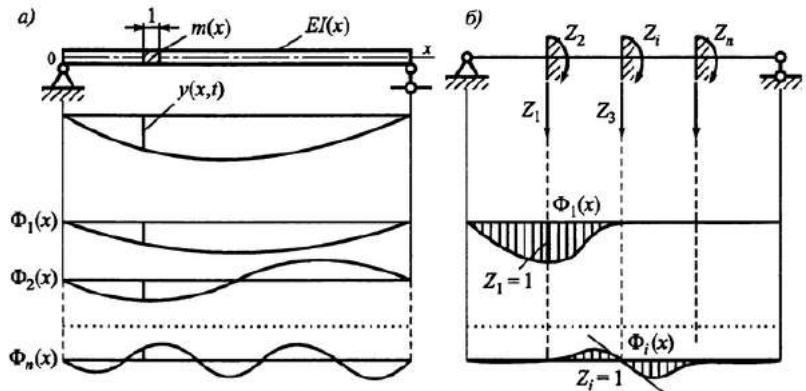 а)
1
m(x)
EI(x)
0
x
y(x,t)
Φ₁(x)
Φ₂(x)
Φₙ(x)
б)
Z₂
Zᵢ
Zₙ
Z₁
Z₃
Φ₁(x)
Z₁ = 1
Φᵢ(x)
Zᵢ = 1